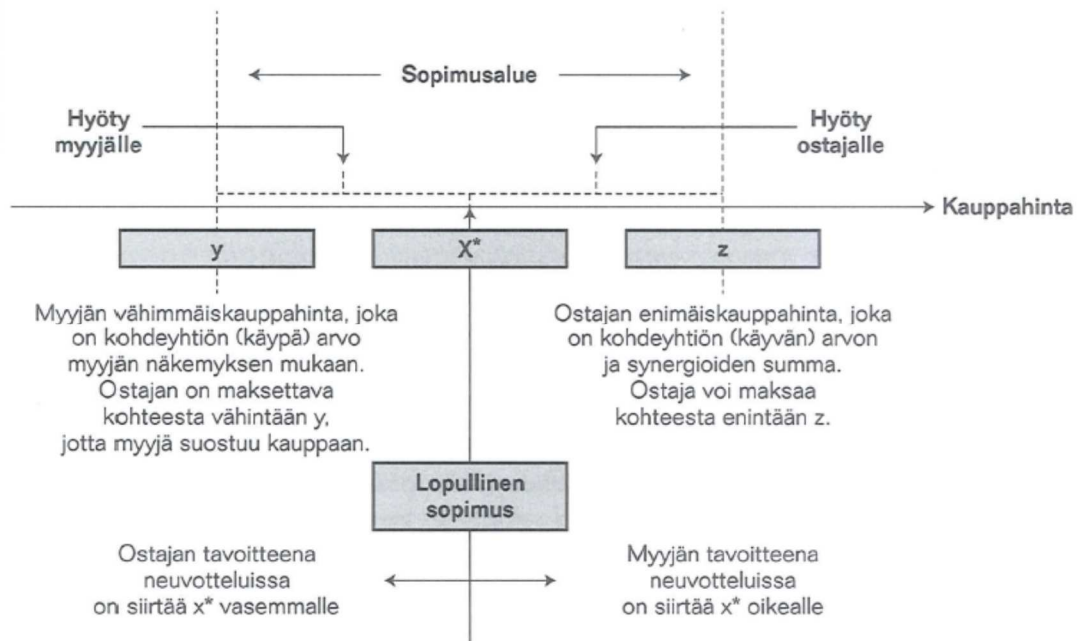 Sopimusalue
Hyöty
myyjälle
Hyöty
ostajalle
Kauppahinta
y
X*
z
Myyjän vähimmäiskauppahinta, joka
on kohdeyhtiön (käypä) arvo
myyjän näkemyksen mukaan.
Ostajan on maksettava
kohteesta vähintään y,
jotta myyjä suostuu kauppaan.
Ostajan enimäiskauppahinta, joka
on kohdeyhtiön (käyvän) arvon
ja synergioiden summa.
Ostaja voi maksaa
kohteesta enintään z.
Lopullinen
sopimus
Ostajan tavoitteena
neuvotteluissa
on siirtää x* vasemmalle
Myyjän tavoitteena
neuvotteluissa
on siirtää x* oikealle